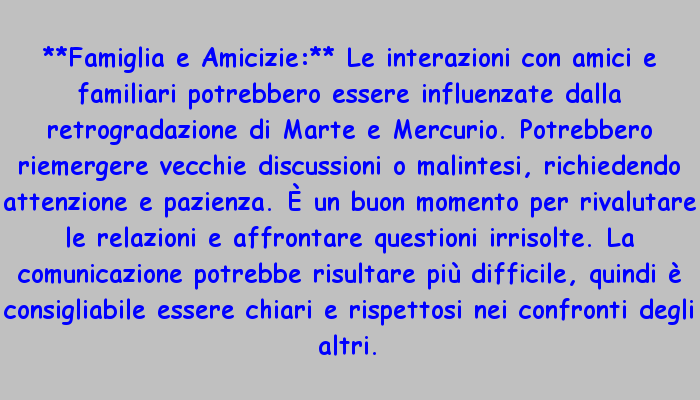 **Famiglia e Amicizie:** Le interazioni con amici e
familiari potrebbero essere influenzate dalla
retrogradazione di Marte e Mercurio. Potrebbero
riemergere vecchie discussioni o malintesi, richiedendo
attenzione e pazienza. È un buon momento per rivalutare
le relazioni e affrontare questioni irrisolte. La
comunicazione potrebbe risultare più difficile, quindi è
consigliabile essere chiari e rispettosi nei confronti degli
altri.